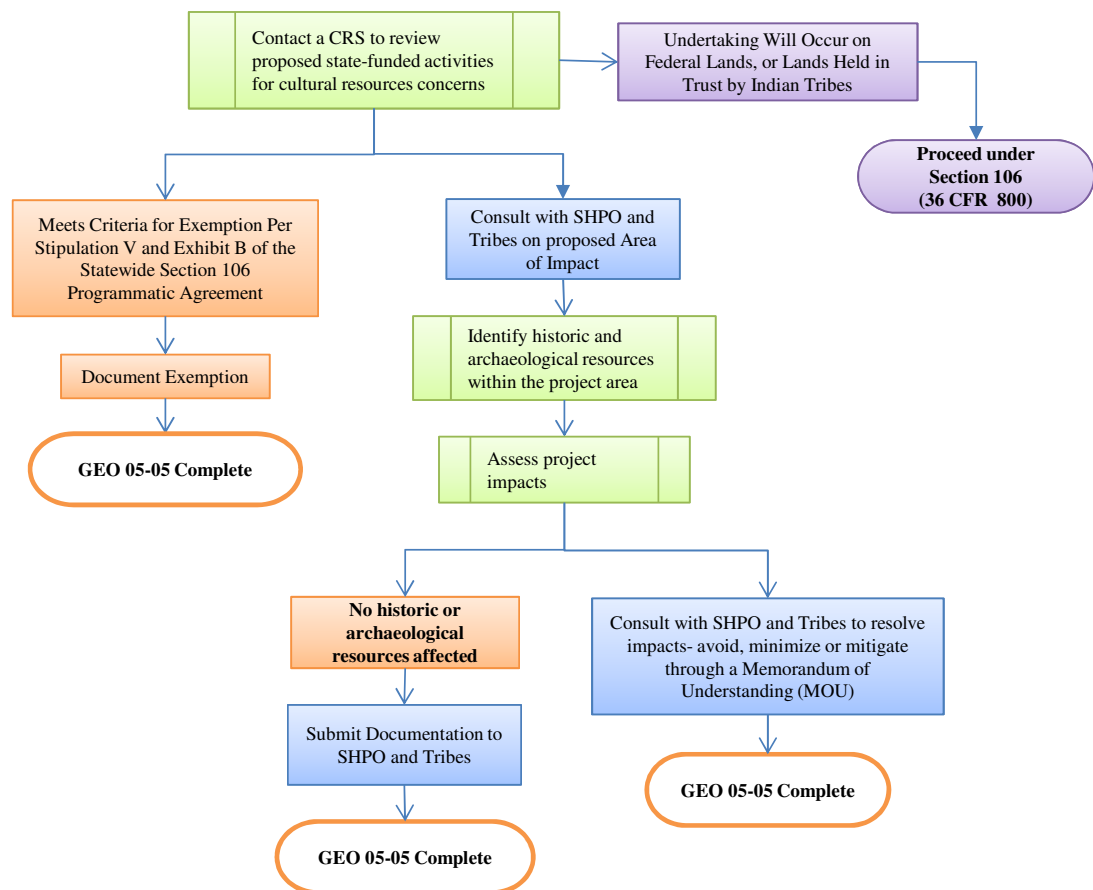 Contact a CRS to review
proposed state-funded activities
for cultural resources concerns
Undertaking Will Occur on
Federal Lands, or Lands Held in
Trust by Indian Tribes
Proceed under
Section 106
(36 CFR 800)
Meets Criteria for Exemption Per
Stipulation V and Exhibit B of the
Statewide Section 106
Programmatic Agreement
Consult with SHPO and
Tribes on proposed Area
of Impact
Identify historic and
archaeological resources
within the project area
Document Exemption
GEO 05-05 Complete
Assess project
impacts
No historic or
archaeological
resources affected
Consult with SHPO and Tribes to resolve
impacts- avoid, minimize or mitigate
through a Memorandum of
Understanding (MOU)
Submit Documentation to
SHPO and Tribes
GEO 05-05 Complete
GEO 05-05 Complete